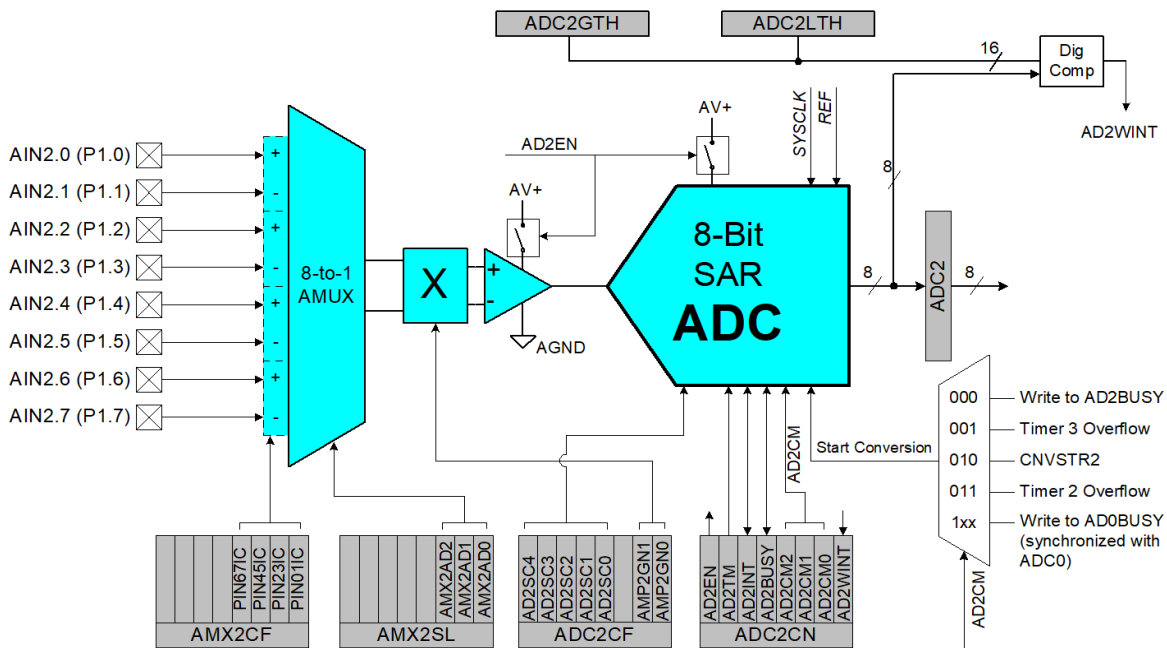 ADC2GTH
ADC2LTH
16
Dig
Comp
AD2WINT
AV+
SYSCLK
REF
AD2EN
8
AV+
AIN2.0 (P1.0)
+
AIN2.1 (P1.1)
-
AIN2.2 (P1.2)
+
AIN2.3 (P1.3)
-
AIN2.4 (P1.4)
+
AIN2.5 (P1.5)
-
AIN2.6 (P1.6)
+
AIN2.7 (P1.7)
-
8-to-1
AMUX
X
+
-
AGND
8-Bit
SAR
ADC
8
ADC2
8
000
Write to AD2BUSY
001
Timer 3 Overflow
010
CNVSTR2
011
Timer 2 Overflow
1xx
Write to AD0BUSY
(synchronized with
ADC0)
Start Conversion
AD2CM
AD2CM
PIN67IC
PIN45IC
PIN23IC
PIN01IC
AMX2CF
AMX2AD2
AMX2AD1
AMX2AD0
AMX2SL
AD2SC4
AD2SC3
AD2SC2
AD2SC1
AD2SC0
AMP2GN1
AMP2GN0
ADC2CF
AD2EN
AD2TM
AD2INT
AD2BUSY
AD2CM2
AD2CM1
AD2CM0
AD2WINT
ADC2CN